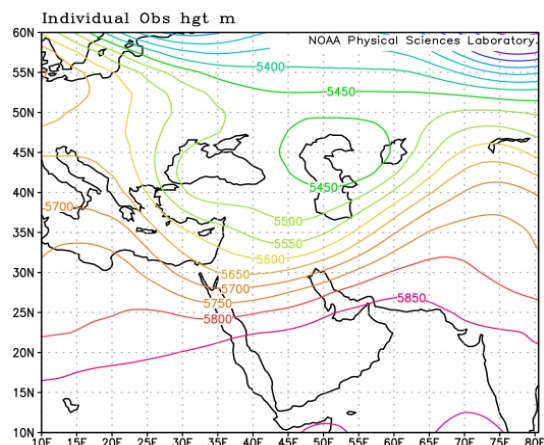 Individual Obs hgt m
NOAA Physical Sciences Laboratory
60N
55N
50N
45N
40N
35N
30N
25N
20N
15N
10N
5400
5450
5450
5500
5550
5600
5650
5700
5700
5750
5800
5850
10E
15E
20E
25E
30E
35E
40E
45E
50E
55E
60E
65E
70E
75E
80E